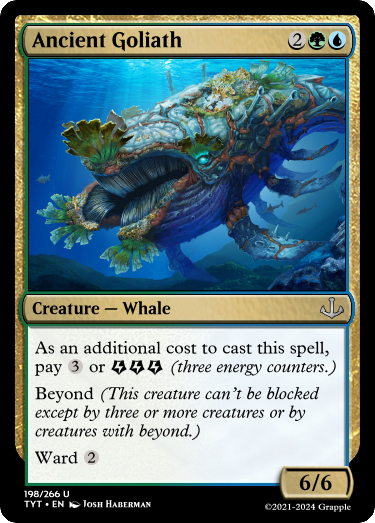 Ancient Goliath 2
Creature — Whale
As an additional cost to cast this spell,
pay 3 or (three energy counters.)
Beyond (This creature can't be blocked
except by three or more creatures or by
creatures with beyond.)
Ward 2
6/6
198/266 U
TYT • EN Josh Haberman
©2021-2024 Grapple